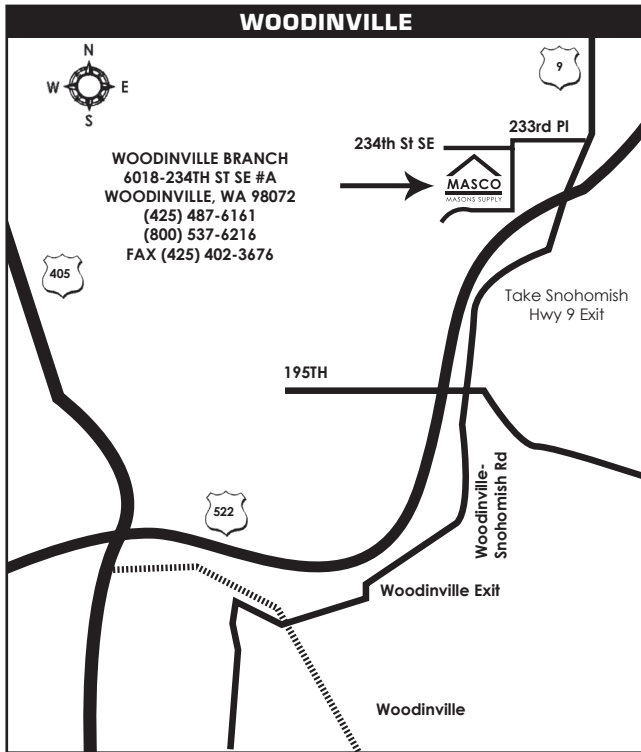 WOODINVILLE
N
W E
S
9
233rd Pl
234th St SE
WOODINVILLE BRANCH
6018-234TH ST SE #A
WOODINVILLE, WA 98072
(425) 487-6161
(800) 537-6216
FAX (425) 402-3676
MASCO
MASONS SUPPLY
405
Take Snohomish
Hwy 9 Exit
195TH
Woodinville-
Snohomish Rd
522
Woodinville Exit
Woodinville